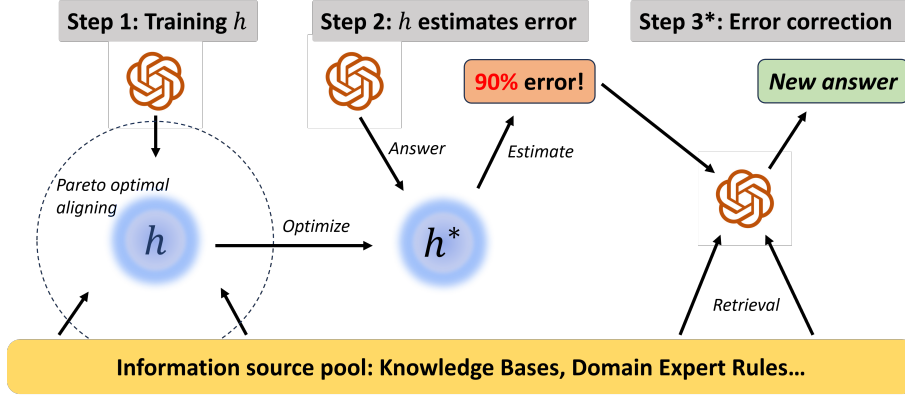 Step 1: Training h
Step 2: h estimates error
Step 3*: Error correction
90% error!
New answer
Answer
Estimate
Pareto optimal
aligning
h
Optimize
h*
Retrieval
Information source pool: Knowledge Bases, Domain Expert Rules…